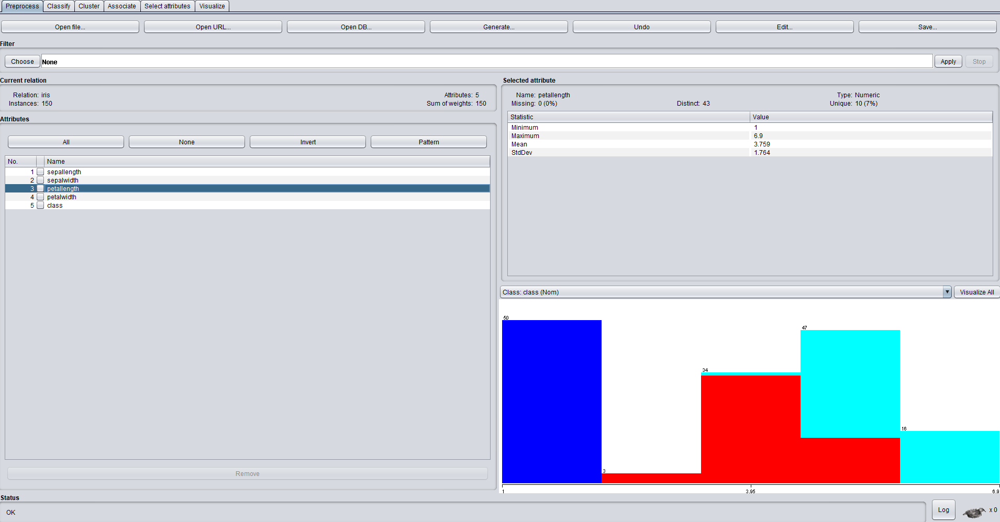 Preprocess Classify Cluster Associate Select attributes Visualize
Open file... Open URL... Open DB... Generate... Undo Edit... Save...
Filter
Choose None Apply Stop
Current relation
Relation: iris Attributes: 5
Instances: 150 Sum of weights: 150
Attributes
All None Invert Pattern
No. Name
1 sepallength
2 sepalwidth
3 petallength
4 petalwidth
5 class
Remove
Selected attribute
Name: petallength Type: Numeric
Missing: 0 (0%) Distinct: 43 Unique: 10 (7%)
Statistic Value
Minimum 1
Maximum 6.9
Mean 3.759
StdDev 1.764
Class: class (Nom) Visualize All
50
47
34
16
3
1 3.95 6.9
Status
OK
Log x 0